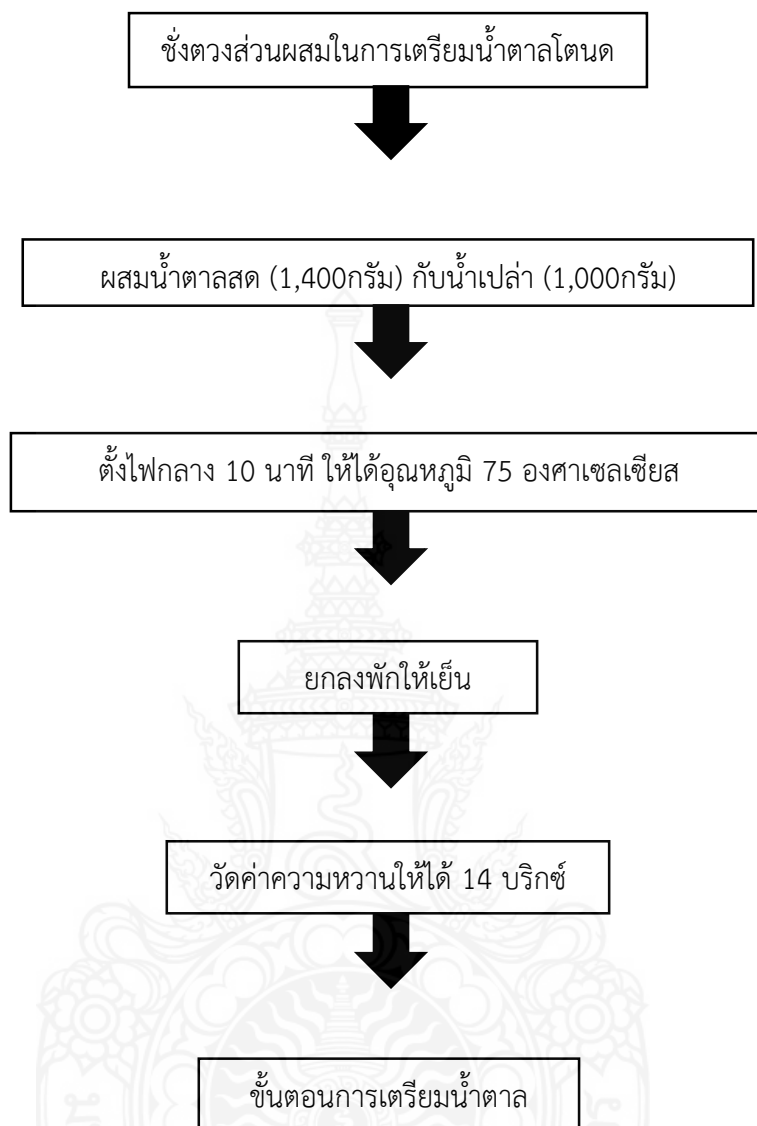 ชั่งตวงส่วนผสมในการเตรียมน้ำตาลโตนด
ผสมน้ำตาลสด (1,400กรัม) กับน้ำเปล่า (1,000กรัม)
ตั้งไฟกลาง 10 นาที ให้ได้อุณหภูมิ 75 องศาเซลเซียส
ยกลงพักให้เย็น
วัดค่าความหวานให้ได้ 14 บริกซ์
ขั้นตอนการเตรียมน้ำตาล